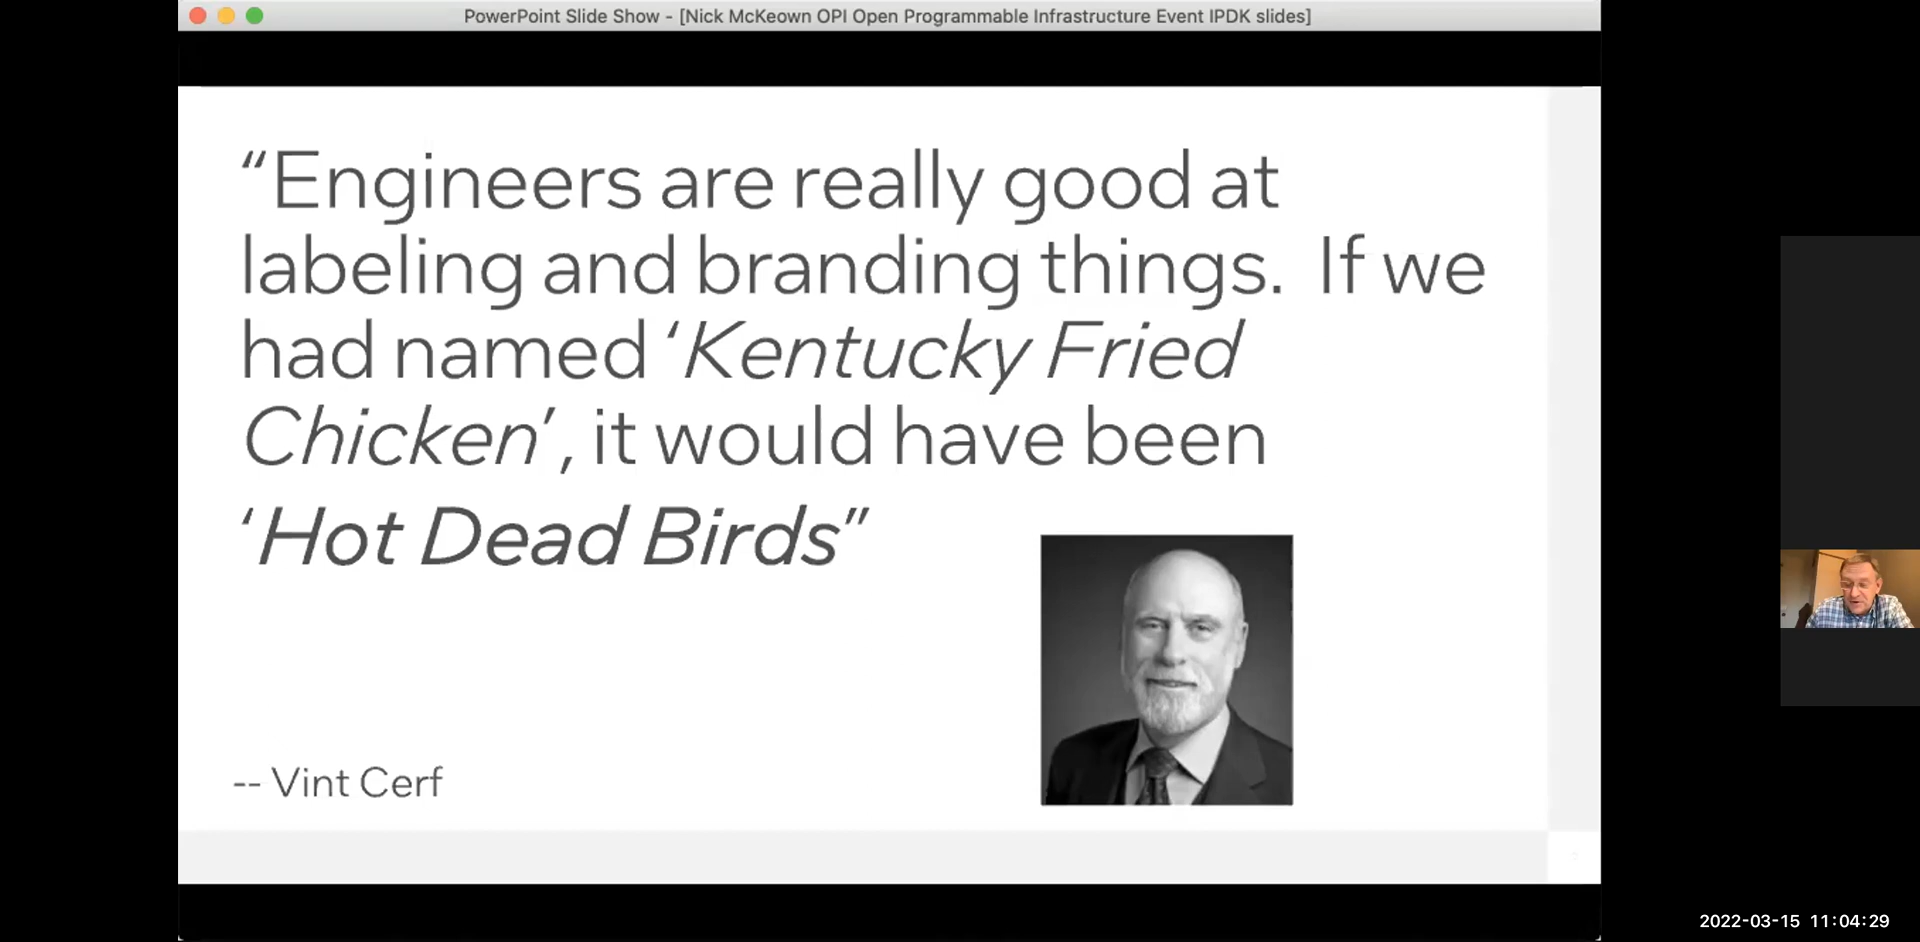 PowerPoint Slide Show - [Nick McKeown OPI Open Programmable Infrastructure Event IPDK slides]
“Engineers are really good at
labeling and branding things.  If we
had named ‘Kentucky Fried
Chicken’, it would have been
‘Hot Dead Birds”
-- Vint Cerf
2022-03-15 11:04:29